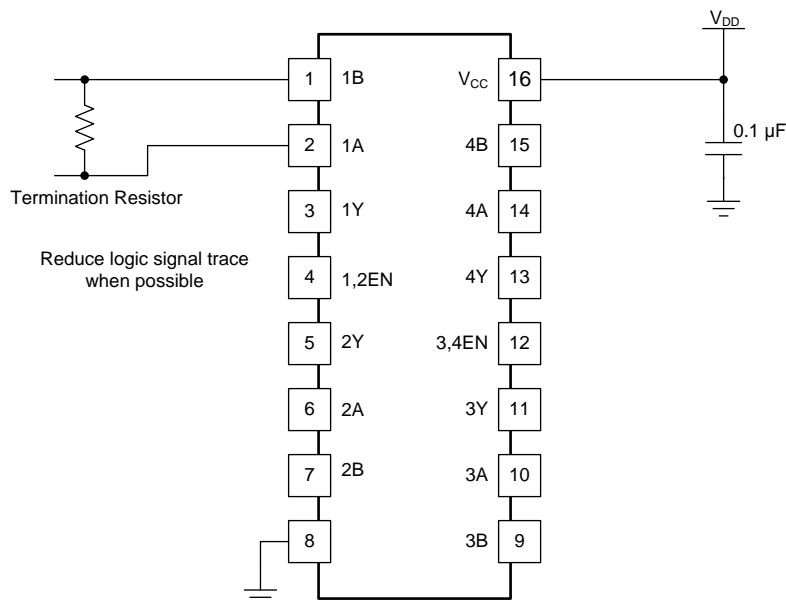 V_DD
1 1B V_CC 16
0.1 µF
2 1A 4B 15
Termination Resistor
3 1Y 4A 14
Reduce logic signal trace
when possible
4 1,2EN 4Y 13
5 2Y 3,4EN 12
6 2A 3Y 11
7 2B 3A 10
8 3B 9